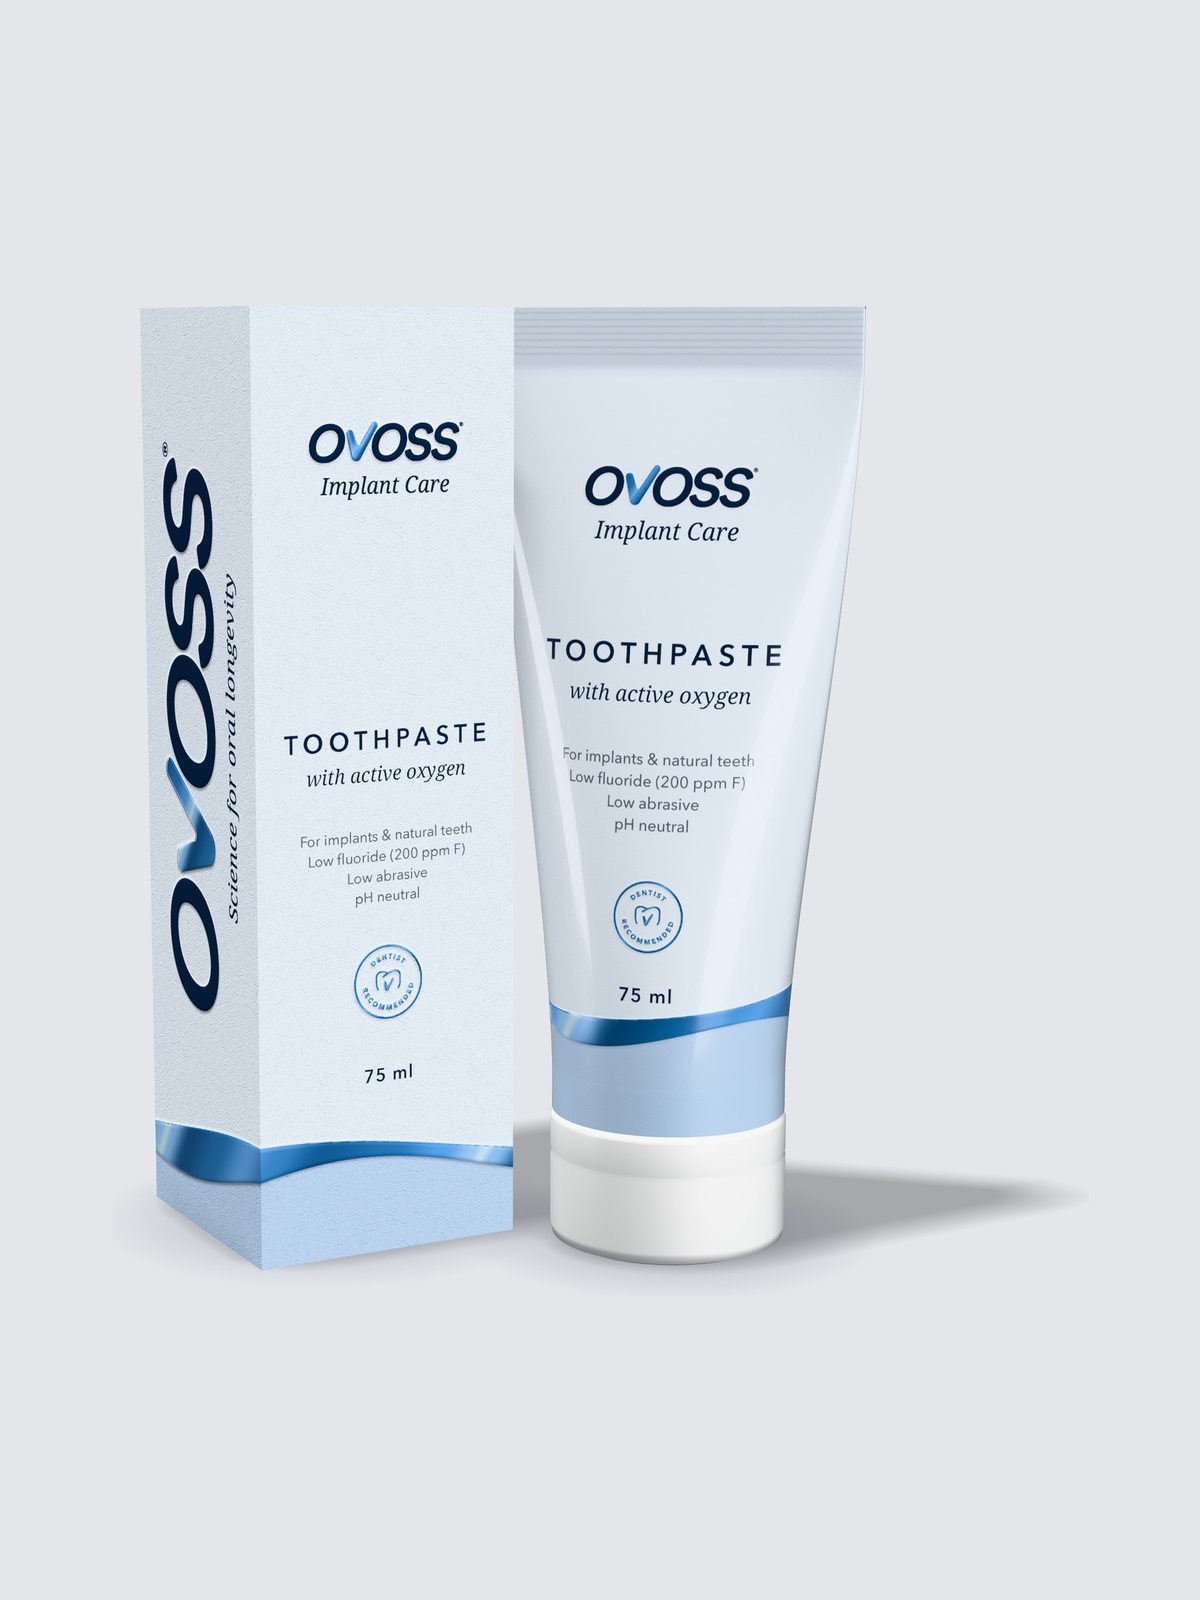 OVOSS®
Science for oral longevity
OVOSS®
Implant Care
TOOTHPASTE
with active oxygen
For implants & natural teeth
Low fluoride (200 ppm F)
Low abrasive
pH neutral
DENTIST
RECOMMENDED
75 ml
OVOSS®
Implant Care
TOOTHPASTE
with active oxygen
For implants & natural teeth
Low fluoride (200 ppm F)
Low abrasive
pH neutral
DENTIST
RECOMMENDED
75 ml